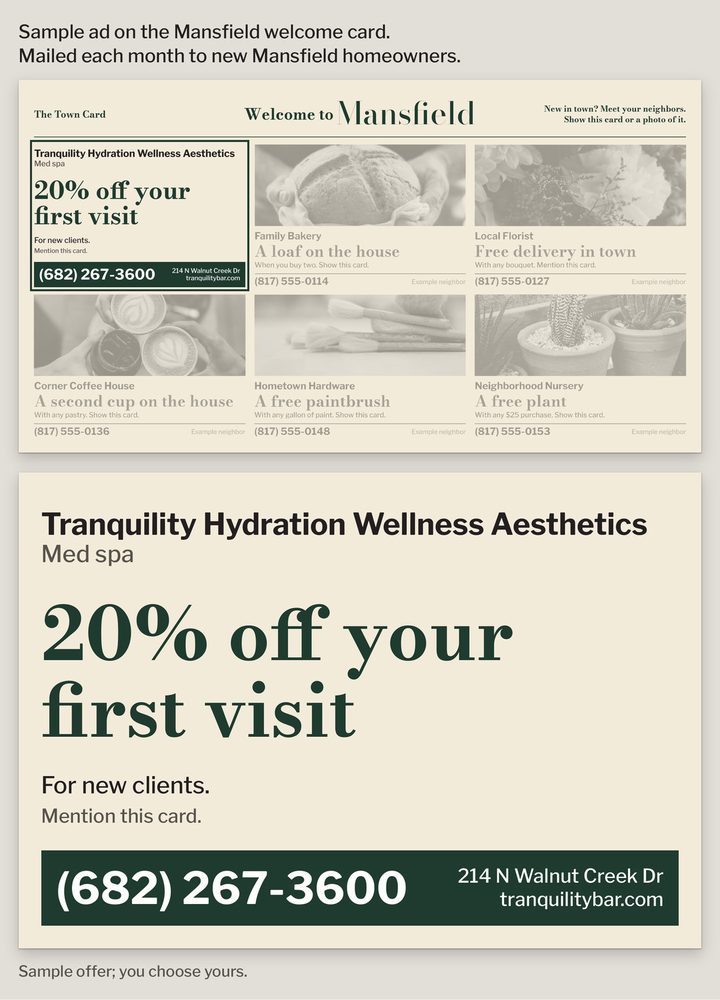 Sample ad on the Mansfield welcome card.
Mailed each month to new Mansfield homeowners.
The Town Card
Welcome to Mansfield
New in town? Meet your neighbors.
Show this card or a photo of it.
Tranquility Hydration Wellness Aesthetics
Med spa
20% off your
first visit
For new clients.
Mention this card.
(682) 267-3600
214 N Walnut Creek Dr
tranquilitybar.com
Family Bakery
A loaf on the house
When you buy two. Show this card.
(817) 555-0114
Example neighbor
Local Florist
Free delivery in town
With any bouquet. Mention this card.
(817) 555-0127
Example neighbor
Corner Coffee House
A second cup on the house
With any pastry. Show this card.
(817) 555-0136
Example neighbor
Hometown Hardware
A free paintbrush
With any gallon of paint. Show this card.
(817) 555-0148
Example neighbor
Neighborhood Nursery
A free plant
With any $25 purchase. Show this card.
(817) 555-0153
Example neighbor
Tranquility Hydration Wellness Aesthetics
Med spa
20% off your
first visit
For new clients.
Mention this card.
(682) 267-3600
214 N Walnut Creek Dr
tranquilitybar.com
Sample offer; you choose yours.